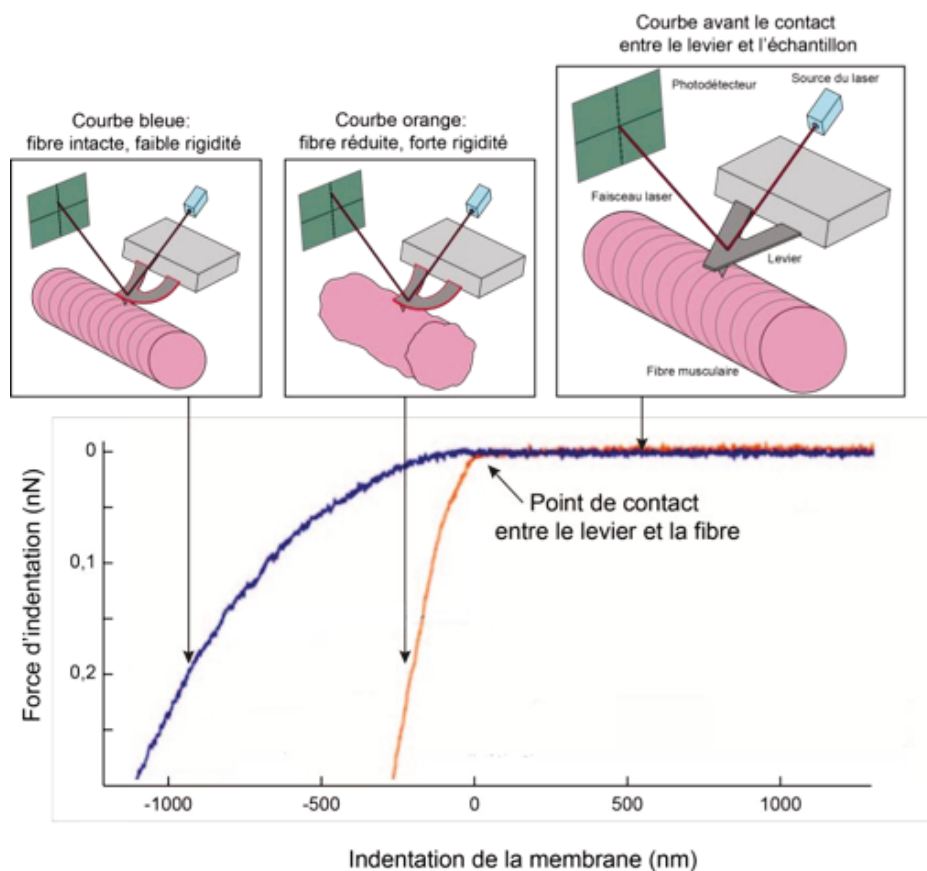 Courbe avant le contact
entre le levier et l'échantillon
Photodétecteur
Source du laser
Faisceau laser
Levier
Fibre musculaire
Courbe bleue:
fibre intacte, faible rigidité
Courbe orange:
fibre réduite, forte rigidité
Point de contact
entre le levier et la fibre
Force d'indentation (nN)
0
0,1
0,2
-1000
-500
0
500
1000
Indentation de la membrane (nm)